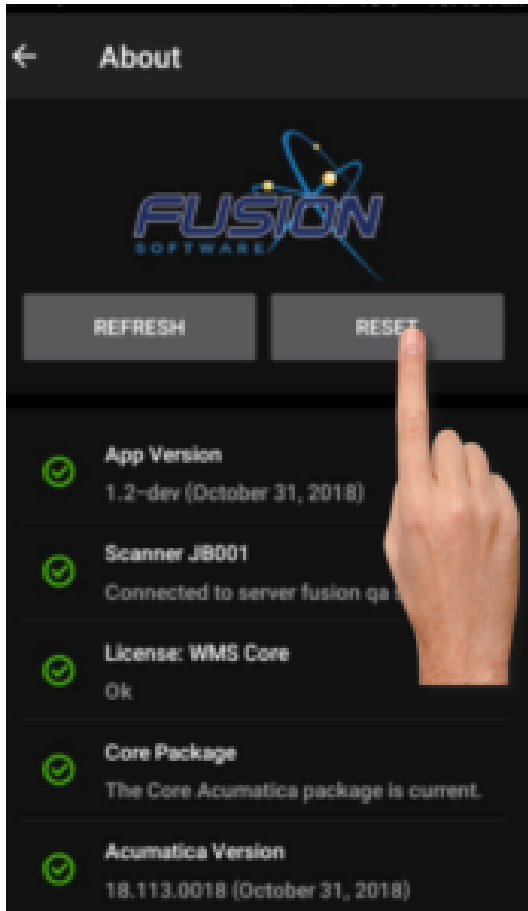 About
FUSION
SOFTWARE
REFRESH
RESET
App Version
1.2-dev (October 31, 2018)
Scanner JB001
Connected to server fusion qa
License: WMS Core
Ok
Core Package
The Core Acumatica package is current.
Acumatica Version
18.113.0018 (October 31, 2018)